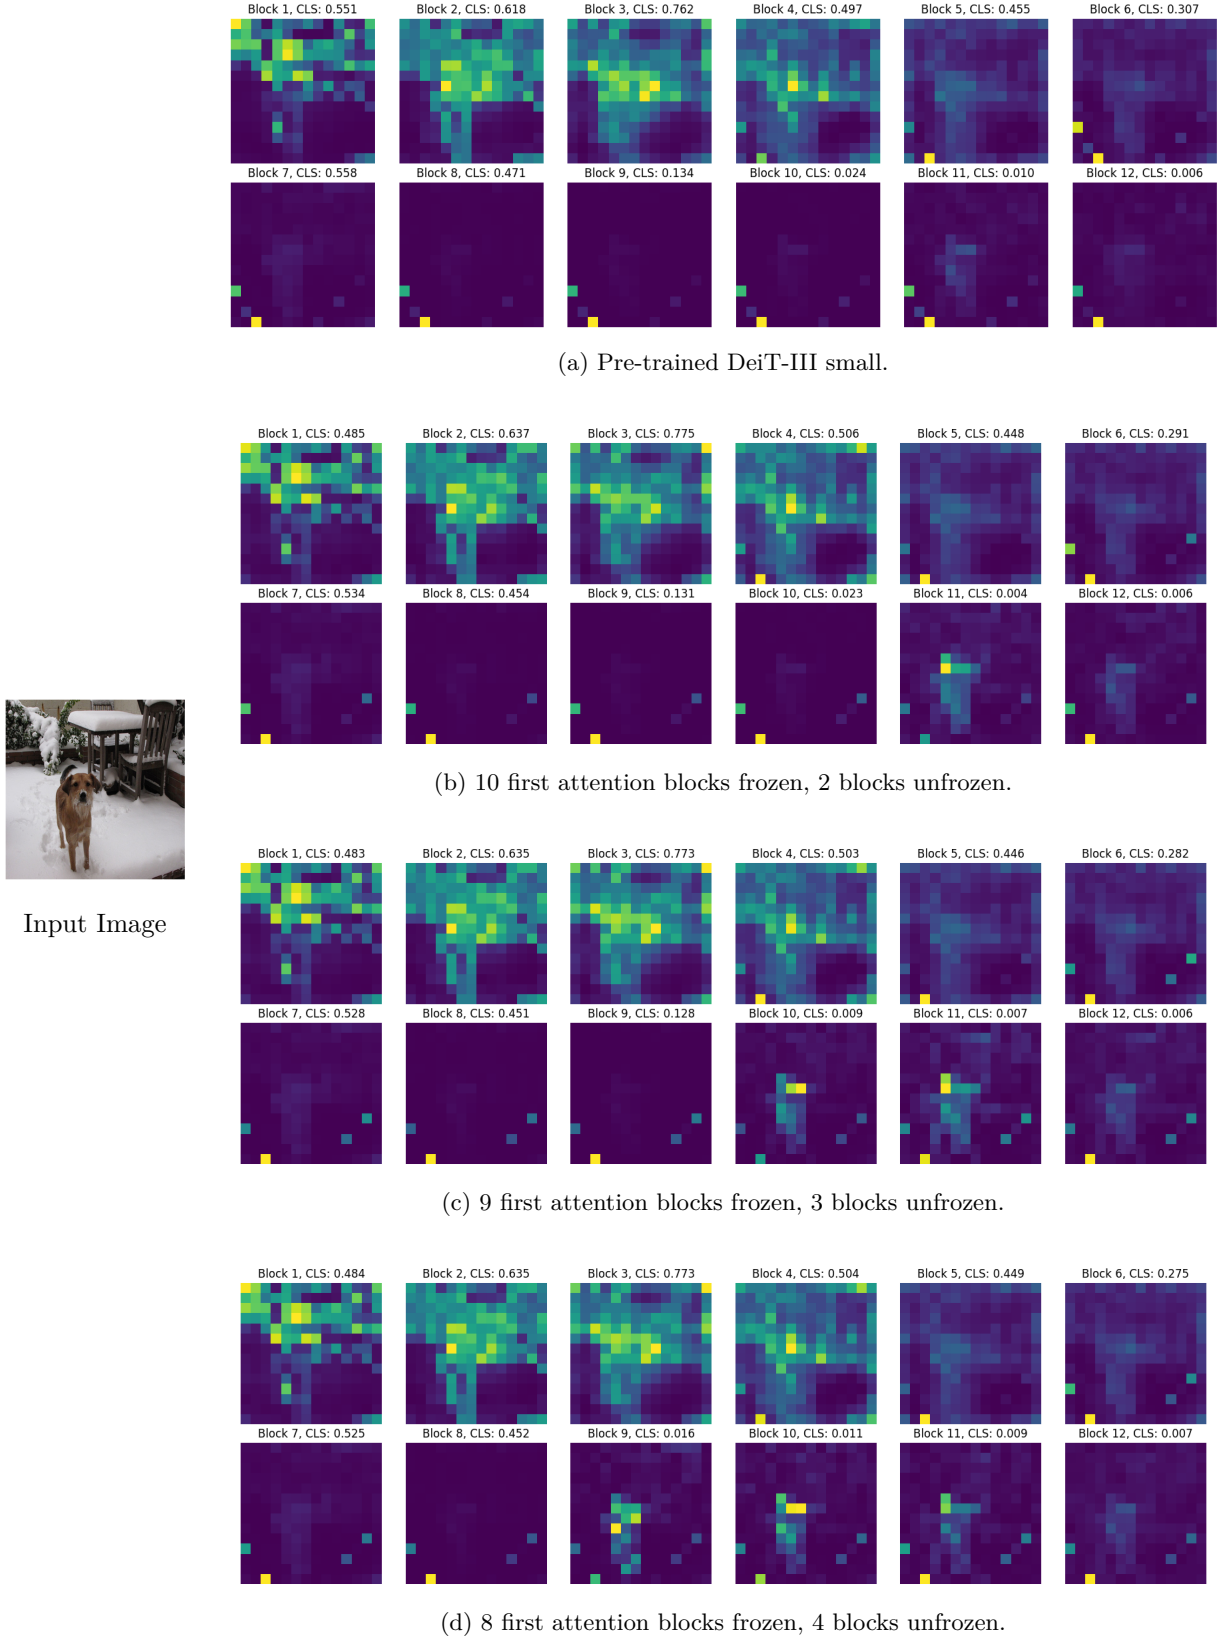 Block 1, CLS: 0.551
Block 2, CLS: 0.618
Block 3, CLS: 0.762
Block 4, CLS: 0.497
Block 5, CLS: 0.455
Block 6, CLS: 0.307
Block 7, CLS: 0.558
Block 8, CLS: 0.471
Block 9, CLS: 0.134
Block 10, CLS: 0.024
Block 11, CLS: 0.010
Block 12, CLS: 0.006
(a) Pre-trained DeiT-III small.
Block 1, CLS: 0.485
Block 2, CLS: 0.637
Block 3, CLS: 0.775
Block 4, CLS: 0.506
Block 5, CLS: 0.448
Block 6, CLS: 0.291
Block 7, CLS: 0.534
Block 8, CLS: 0.454
Block 9, CLS: 0.131
Block 10, CLS: 0.023
Block 11, CLS: 0.004
Block 12, CLS: 0.006
(b) 10 first attention blocks frozen, 2 blocks unfrozen.
Input Image
Block 1, CLS: 0.483
Block 2, CLS: 0.635
Block 3, CLS: 0.773
Block 4, CLS: 0.503
Block 5, CLS: 0.446
Block 6, CLS: 0.282
Block 7, CLS: 0.528
Block 8, CLS: 0.451
Block 9, CLS: 0.128
Block 10, CLS: 0.009
Block 11, CLS: 0.007
Block 12, CLS: 0.006
(c) 9 first attention blocks frozen, 3 blocks unfrozen.
Block 1, CLS: 0.484
Block 2, CLS: 0.635
Block 3, CLS: 0.773
Block 4, CLS: 0.504
Block 5, CLS: 0.449
Block 6, CLS: 0.275
Block 7, CLS: 0.525
Block 8, CLS: 0.452
Block 9, CLS: 0.016
Block 10, CLS: 0.011
Block 11, CLS: 0.009
Block 12, CLS: 0.007
(d) 8 first attention blocks frozen, 4 blocks unfrozen.